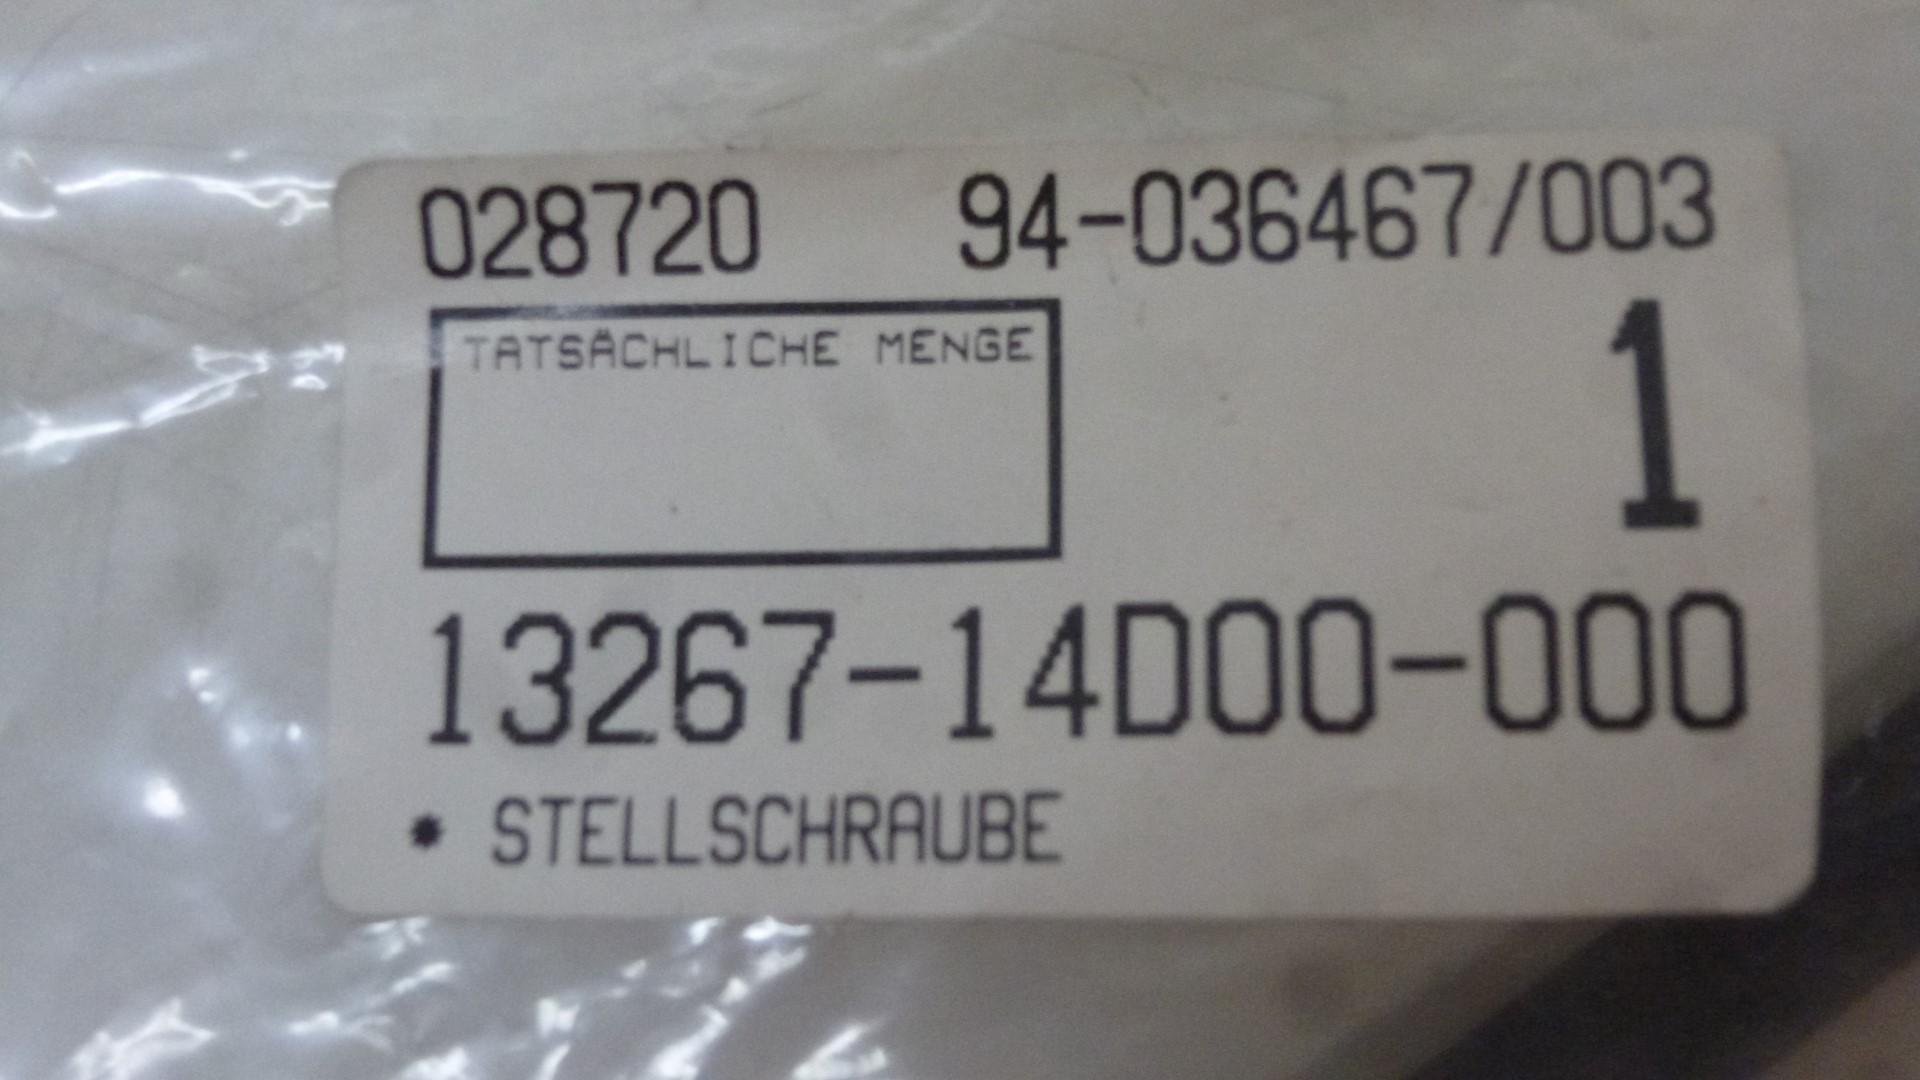 028720 94-036467/003
TATSÄCHLICHE MENGE
1
13267-14D00-000
* STELLSCHRAUBE